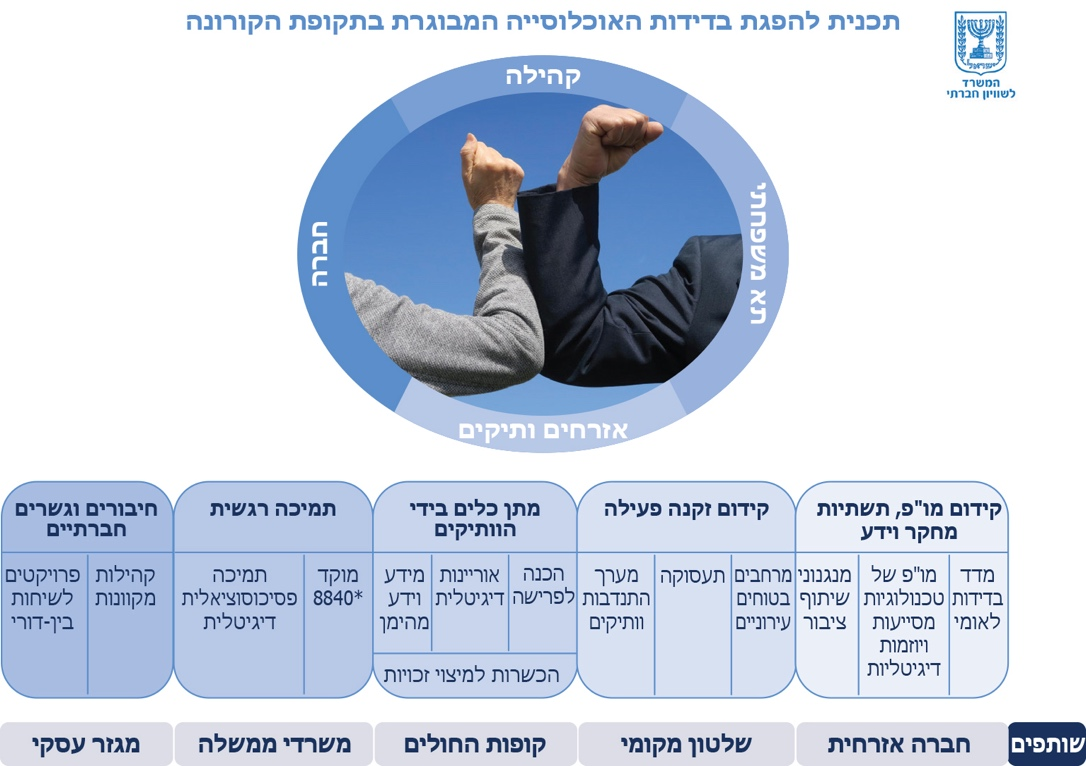 תכנית להפגת בדידות האוכלוסייה המבוגרת בתקופת הקורונה
המשרד
לשוויון חברתי
קהילה
תא משפחתי
חברה
אזרחים ותיקים
קידום מו"פ, תשתיות
מחקר וידע
מדד
בדידות
לאומי
מו"פ של
טכנולוגיות
מסייעות
ויוזמות
דיגיטליות
מנגנוני
שיתוף
ציבור
קידום זקנה פעילה
מרחבים
בטוחים
עירוניים
תעסוקה
מערך
התנדבות
וותיקים
מתן כלים בידי
הוותיקים
הכנה
לפרישה
אוריינות
דיגיטלית
מידע
וידע
מהימן
הכשרות למיצוי זכויות
תמיכה רגשית
מוקד
8840*
תמיכה
פסיכוסוציאלית
דיגיטלית
חיבורים וגשרים
חברתיים
קהילות
מקוונות
פרויקטים
לשיחות
בין-דורי
שותפים
חברה אזרחית
שלטון מקומי
קופות החולים
משרדי ממשלה
מגזר עסקי